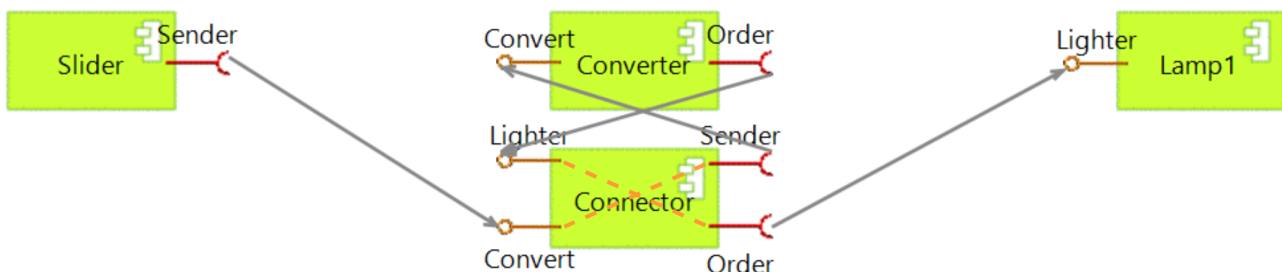 Sender
Slider
Convert
Order
Converter
Lighter
Lamp1
Lighter
Sender
Connector
Convert
Order